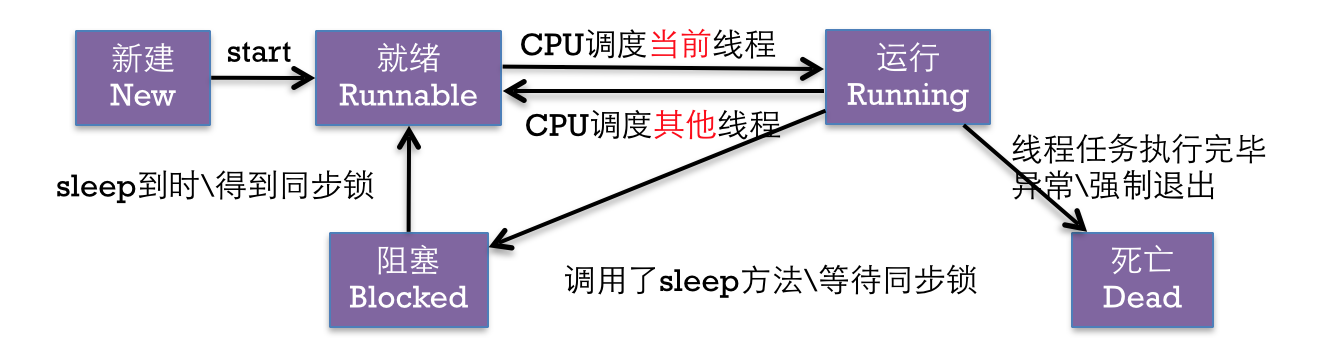 新建
New
start
就绪
Runnable
CPU调度当前线程
CPU调度其他线程
运行
Running
线程任务执行完毕
异常\强制退出
sleep到时\得到同步锁
阻塞
Blocked
调用了sleep方法\等待同步锁
死亡
Dead